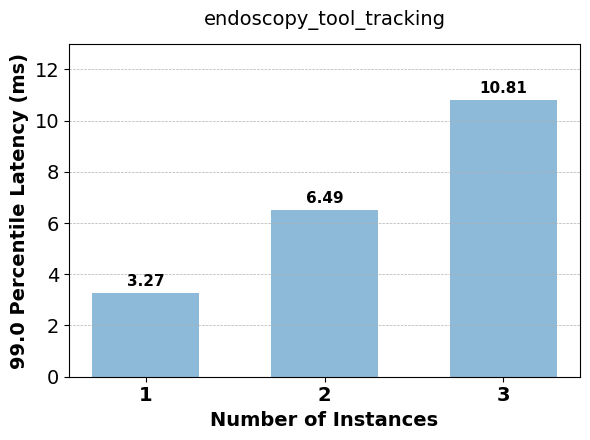 endoscopy_tool_tracking
99.0 Percentile Latency (ms)
12
10
8
6
4
2
0
3.27
6.49
10.81
1 2 3
Number of Instances